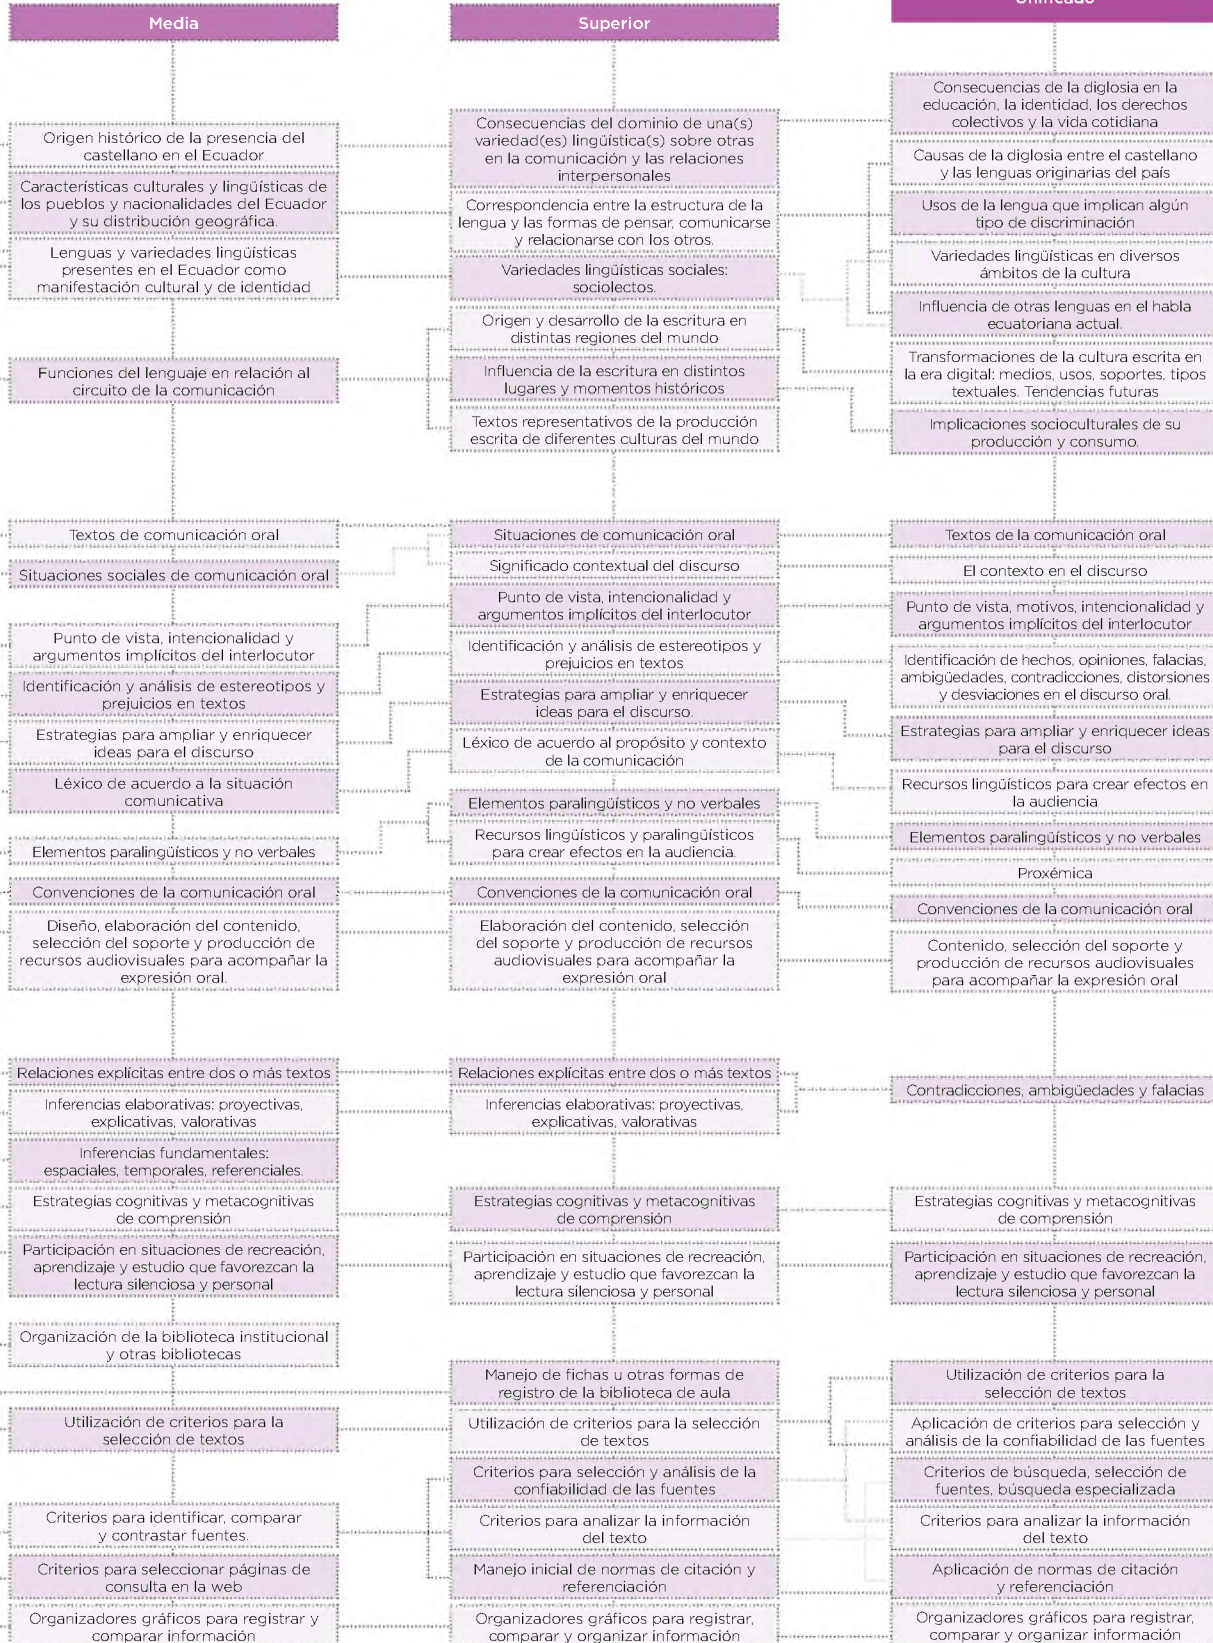 Media
Origen histórico de la presencia del
castellano en el Ecuador
Características culturales y lingüísticas de
los pueblos y nacionalidades del Ecuador
y su distribución geográfica.
Lenguas y variedades lingüísticas
presentes en el Ecuador como
manifestación cultural y de identidad
Funciones del lenguaje en relación al
circuito de la comunicación
Textos de comunicación oral
Situaciones sociales de comunicación oral
Punto de vista, intencionalidad y
argumentos implícitos del interlocutor
Identificación y análisis de estereotipos y
prejuicios en textos
Estrategias para ampliar y enriquecer
ideas para el discurso
Léxico de acuerdo a la situación
comunicativa
Elementos paralingüísticos y no verbales
Convenciones de la comunicación oral
Diseño, elaboración del contenido,
selección del soporte y producción de
recursos audiovisuales para acompañar la
expresión oral.
Relaciones explícitas entre dos o más textos
Inferencias elaborativas: proyectivas,
explicativas, valorativas
Inferencias fundamentales:
espaciales, temporales, referenciales.
Estrategias cognitivas y metacognitivas
de comprensión
Participación en situaciones de recreación,
aprendizaje y estudio que favorezcan la
lectura silenciosa y personal
Organización de la biblioteca institucional
y otras bibliotecas
Utilización de criterios para la
selección de textos
Criterios para identificar, comparar
y contrastar fuentes.
Criterios para seleccionar páginas de
consulta en la web
Organizadores gráficos para registrar y
comparar información
Superior
Consecuencias del dominio de una(s)
variedad(es) lingüística(s) sobre otras
en la comunicación y las relaciones
interpersonales
Correspondencia entre la estructura de la
lengua y las formas de pensar, comunicarse
y relacionarse con los otros.
Variedades lingüísticas sociales:
sociolectos.
Origen y desarrollo de la escritura en
distintas regiones del mundo
Influencia de la escritura en distintos
lugares y momentos históricos
Textos representativos de la producción
escrita de diferentes culturas del mundo
Situaciones de comunicación oral
Significado contextual del discurso
Punto de vista, intencionalidad y
argumentos implícitos del interlocutor
Identificación y análisis de estereotipos y
prejuicios en textos
Estrategias para ampliar y enriquecer
ideas para el discurso.
Léxico de acuerdo al propósito y contexto
de la comunicación
Elementos paralingüísticos y no verbales
Recursos lingüísticos y paralingüísticos
para crear efectos en la audiencia.
Convenciones de la comunicación oral
Elaboración del contenido, selección
del soporte y producción de recursos
audiovisuales para acompañar la
expresión oral
Relaciones explícitas entre dos o más textos
Inferencias elaborativas: proyectivas,
explicativas, valorativas
Estrategias cognitivas y metacognitivas
de comprensión
Participación en situaciones de recreación,
aprendizaje y estudio que favorezcan la
lectura silenciosa y personal
Manejo de fichas u otras formas de
registro de la biblioteca de aula
Utilización de criterios para la selección
de textos
Criterios para selección y análisis de la
confiabilidad de las fuentes
Criterios para analizar la información
del texto
Manejo inicial de normas de citación y
referenciación
Organizadores gráficos para registrar,
comparar y organizar información
Unificado
Consecuencias de la diglosia en la
educación, la identidad, los derechos
colectivos y la vida cotidiana
Causas de la diglosia entre el castellano
y las lenguas originarias del país
Usos de la lengua que implican algún
tipo de discriminación
Variedades lingüísticas en diversos
ámbitos de la cultura
Influencia de otras lenguas en el habla
ecuatoriana actual.
Transformaciones de la cultura escrita en
la era digital: medios, usos, soportes, tipos
textuales. Tendencias futuras
Implicaciones socioculturales de su
producción y consumo.
Textos de la comunicación oral
El contexto en el discurso
Punto de vista, motivos, intencionalidad y
argumentos implícitos del interlocutor
Identificación de hechos, opiniones, falacias,
ambigüedades, contradicciones, distorsiones
y desviaciones en el discurso oral.
Estrategias para ampliar y enriquecer ideas
para el discurso
Recursos lingüísticos para crear efectos en
la audiencia
Elementos paralingüísticos y no verbales
Proxémica
Convenciones de la comunicación oral
Contenido, selección del soporte y
producción de recursos audiovisuales
para acompañar la expresión oral
Contradicciones, ambigüedades y falacias
Estrategias cognitivas y metacognitivas
de comprensión
Participación en situaciones de recreación,
aprendizaje y estudio que favorezcan la
lectura silenciosa y personal
Utilización de criterios para la
selección de textos
Aplicación de criterios para selección y
análisis de la confiabilidad de las fuentes
Criterios de búsqueda, selección de
fuentes, búsqueda especializada
Criterios para analizar la información
del texto
Aplicación de normas de citación
y referenciación
Organizadores gráficos para registrar,
comparar y organizar información